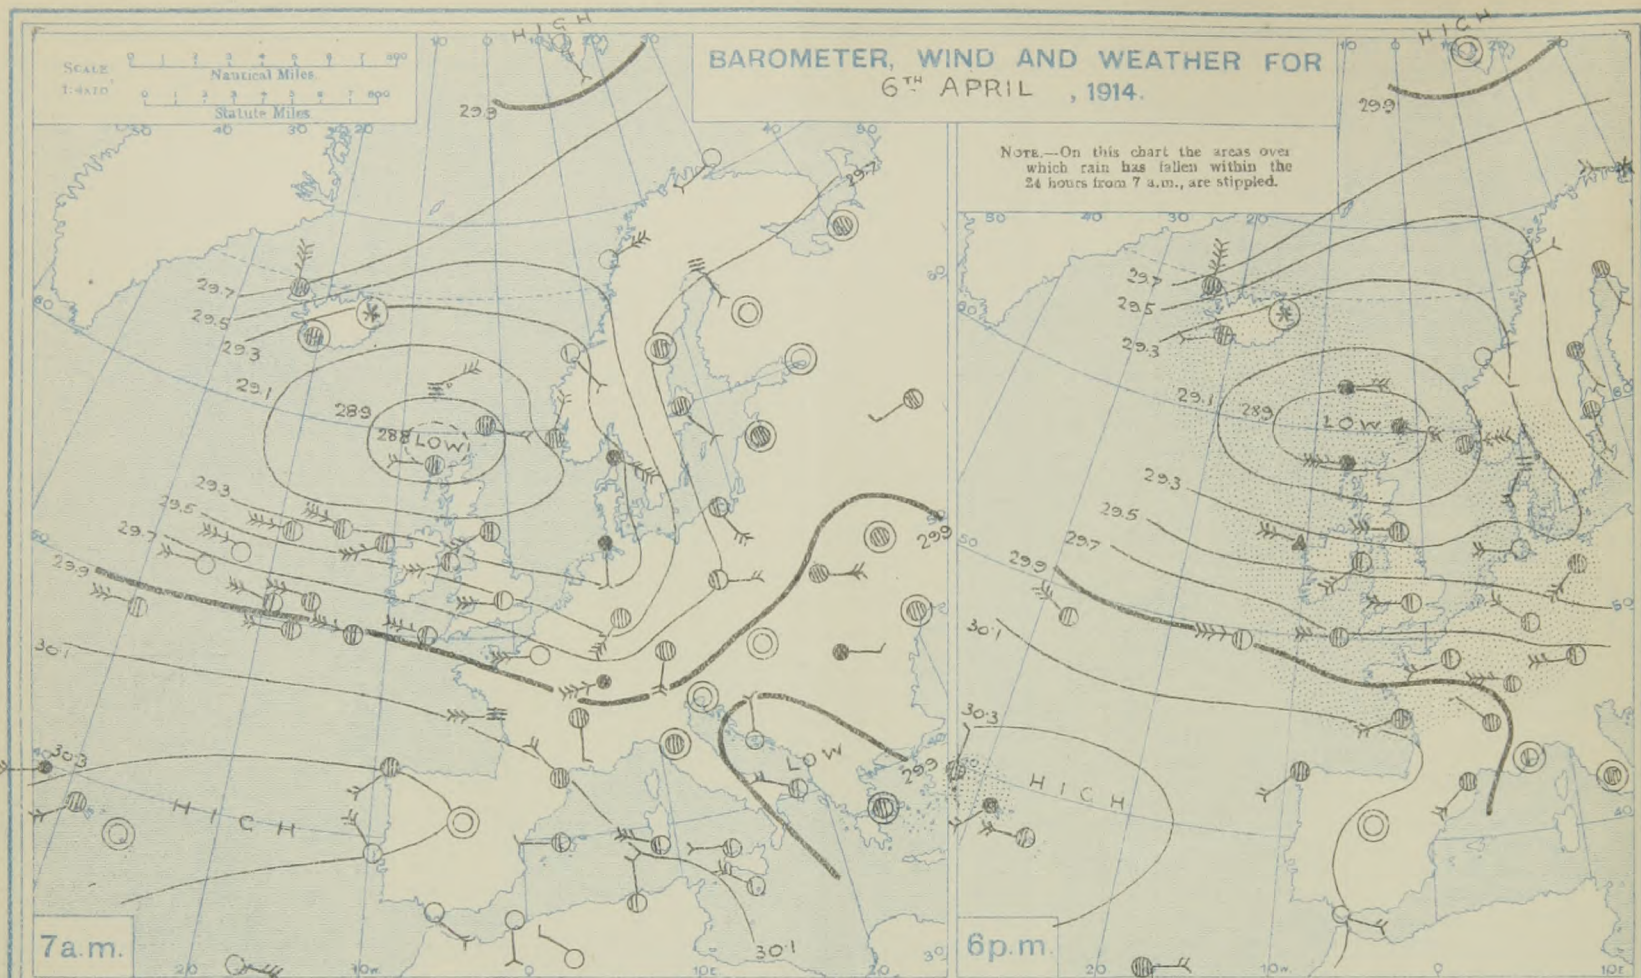 BAROMETER, WIND AND WEATHER FOR
6TH APRIL, 1914.
SCALE
Nautical Miles
Statute Miles
NOTE.—On this chart the areas over
which rain has fallen within the
24 hours from 7 a.m., are stippled.
HIGH
29.9
29.7
29.7
29.5
29.3
29.1
28.9
28.8 LOW
29.3
29.5
29.7
29.9
29.9
30.1
30.3
HIGH
LOW
29.9
30.1
7a.m.
HIGH
29.9
29.7
29.5
29.3
29.1
28.9
LOW
29.3
29.5
29.7
29.9
30.1
30.3
HIGH
6p.m.